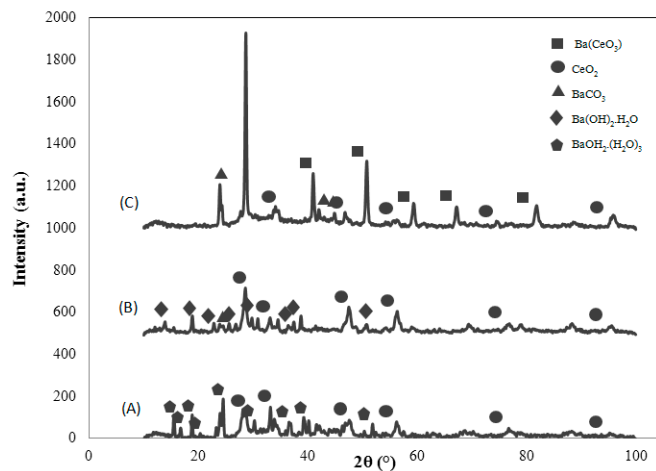 2000
1800
1600
1400
1200
1000
800
600
400
200
0
Intensity (a.u.)
Ba(CeO3)
CeO2
BaCO3
Ba(OH)2.H2O
BaOH2.(H2O)3
(C)
(B)
(A)
0 20 40 60 80 100
2θ (°)